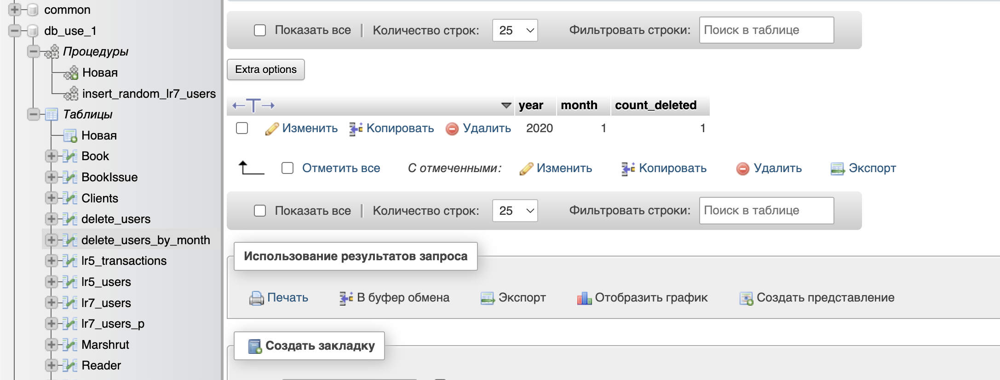 common
db_use_1
Процедуры
Новая
insert_random_lr7_users
Таблицы
Новая
Book
BookIssue
Clients
delete_users
delete_users_by_month
lr5_transactions
lr5_users
lr7_users
lr7_users_p
Marshrut
Reader
Показать все Количество строк: 25 Фильтровать строки: Поиск в таблице
Extra options
year month count_deleted
Изменить Копировать Удалить 2020 1 1
Отметить все С отмеченными: Изменить Копировать Удалить Экспорт
Показать все Количество строк: 25 Фильтровать строки: Поиск в таблице
Использование результатов запроса
Печать В буфер обмена Экспорт Отобразить график Создать представление
Создать закладку